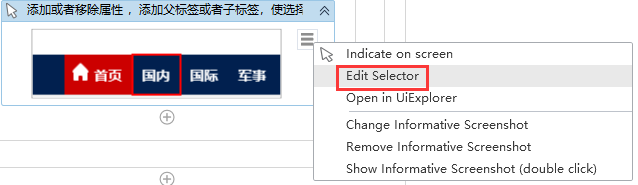 添加或者移除属性，添加父标签或者子标签，使选择
首页 国内 国际 军事
Indicate on screen
Edit Selector
Open in UiExplorer
Change Informative Screenshot
Remove Informative Screenshot
Show Informative Screenshot (double click)